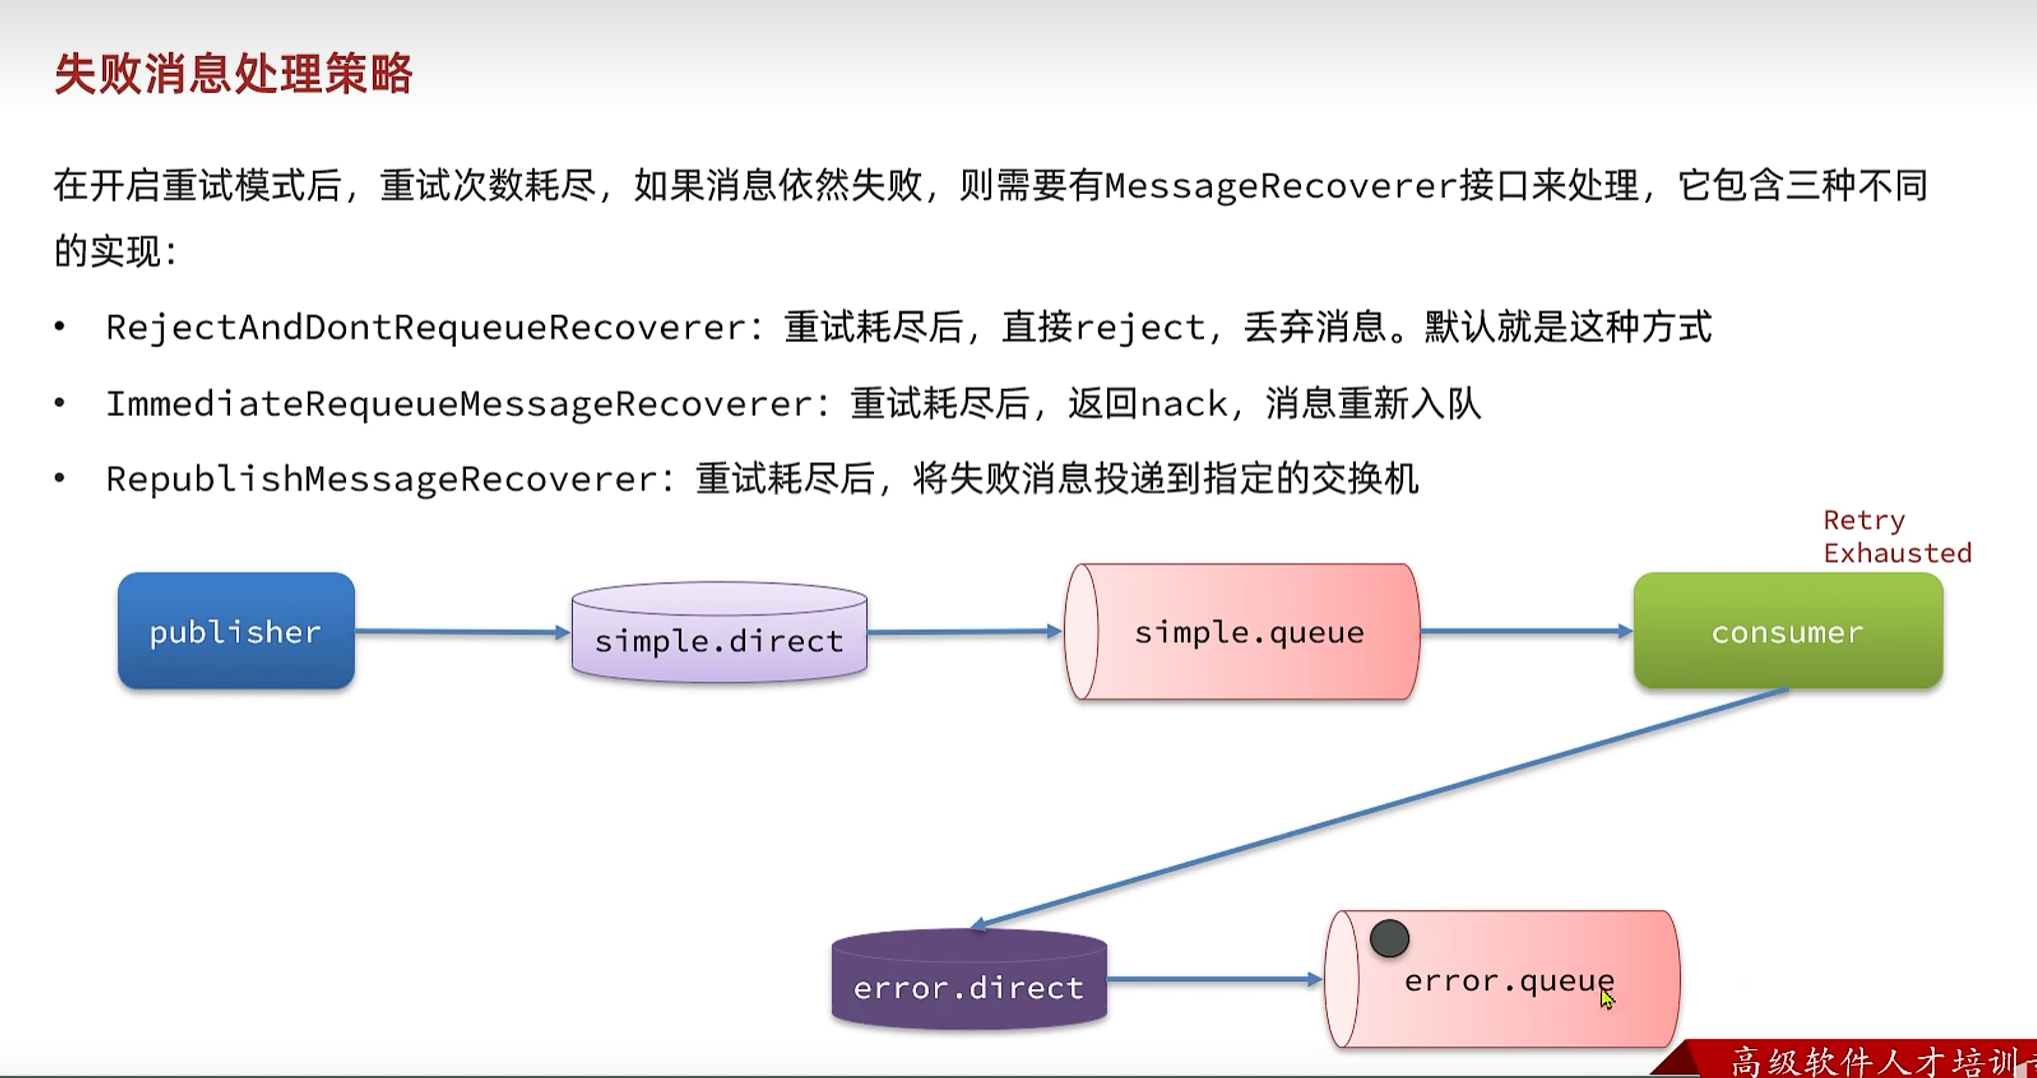 失败消息处理策略
在开启重试模式后，重试次数耗尽，如果消息依然失败，则需要有MessageRecoverer接口来处理，它包含三种不同
的实现：
• RejectAndDontRequeueRecoverer：重试耗尽后，直接reject，丢弃消息。默认就是这种方式
• ImmediateRequeueMessageRecoverer：重试耗尽后，返回nack，消息重新入队
• RepublishMessageRecoverer：重试耗尽后，将失败消息投递到指定的交换机
Retry
Exhausted
publisher
simple.direct
simple.queue
consumer
error.direct
error.queue
高级软件人才培训